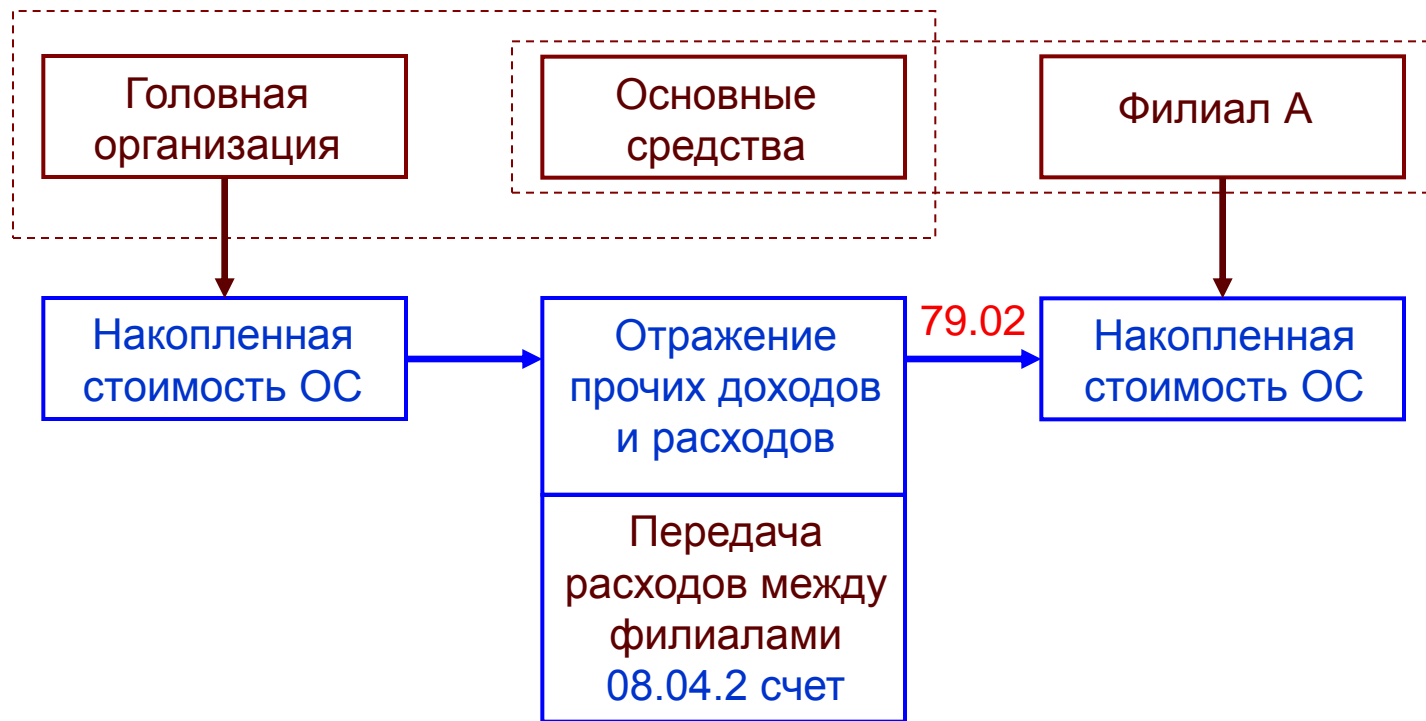 Головная
организация
Основные
средства
Филиал А
Накопленная
стоимость ОС
Отражение
прочих доходов
и расходов
79.02
Накопленная
стоимость ОС
Передача
расходов между
филиалами
08.04.2 счет